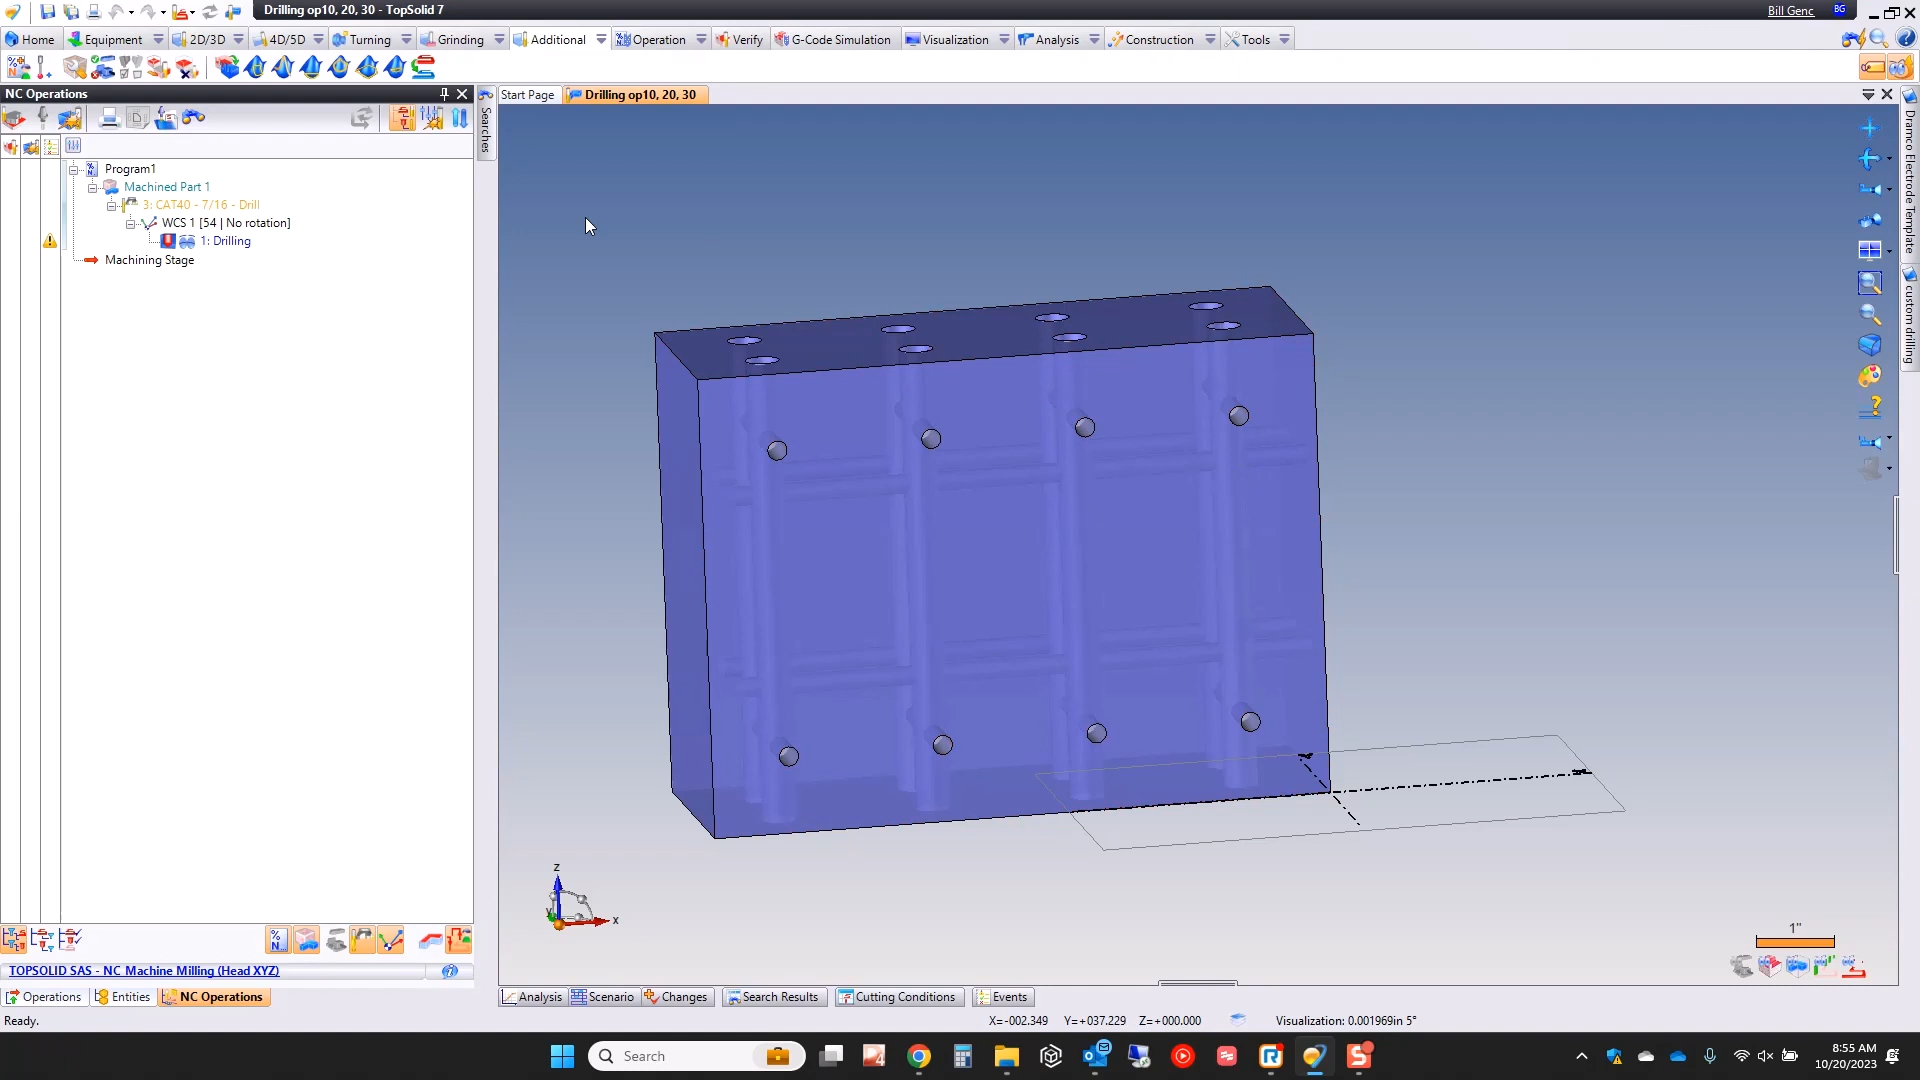 Drilling op10, 20, 30 - TopSolid 7
Bill Genc
BG
Home
Equipment
2D/3D
4D/5D
Turning
Grinding
Additional
Operation
Verify
G-Code Simulation
Visualization
Analysis
Construction
Tools
NC Operations
Searches
Start Page
Drilling op10, 20, 30
Dramco Electrode Template
custom drilling
Program1
Machined Part 1
3: CAT40 - 7/16 - Drill
WCS 1 [54 | No rotation]
1: Drilling
Machining Stage
z
x
1"
TOPSOLID SAS - NC Machine Milling (Head XYZ)
Operations
Entities
NC Operations
Analysis
Scenario
Changes
Search Results
Cutting Conditions
Events
Ready.
X=-002.349 Y=+037.229 Z=+000.000
Visualization: 0.001969in 5°
Search
8:55 AM
10/20/2023